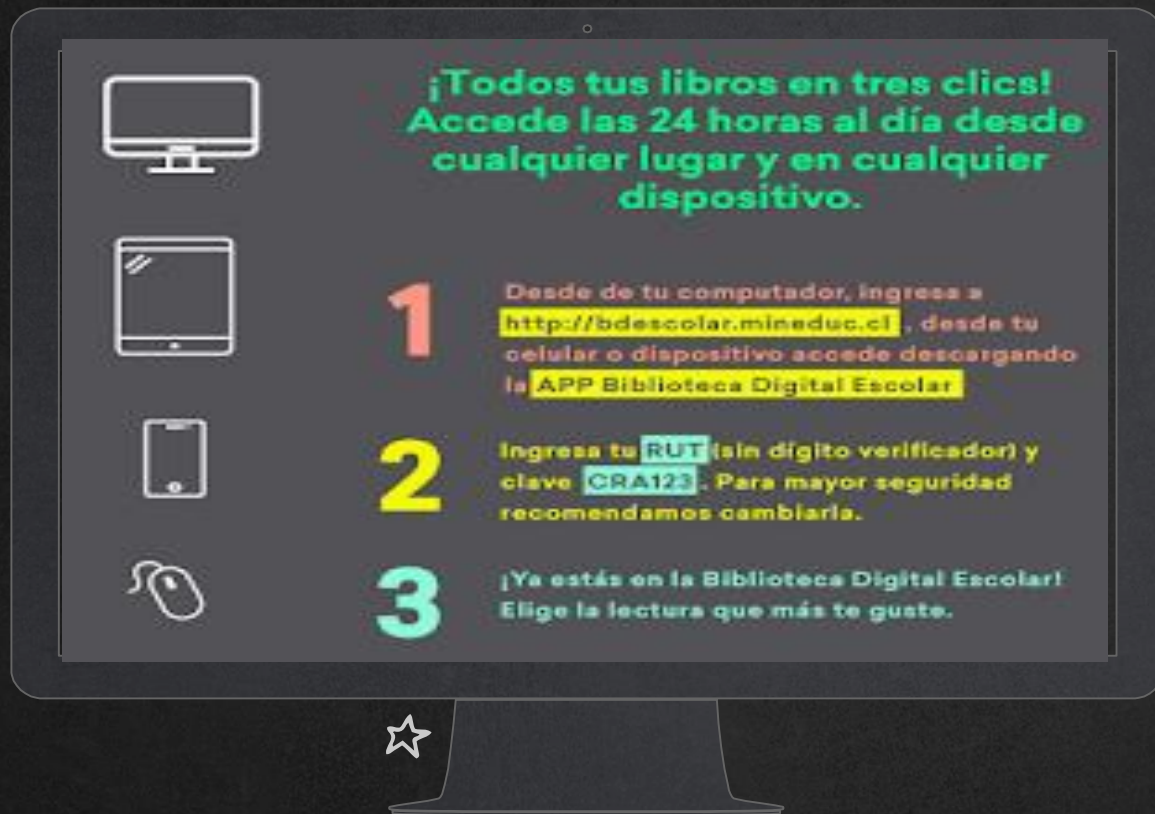 ¡Todos tus libros en tres clics!
Accede las 24 horas al día desde
cualquier lugar y en cualquier
dispositivo.
1
Desde de tu computador, ingresa a
http://bdescolar.mineduc.cl , desde tu
celular o dispositivo accede descargando
la APP Biblioteca Digital Escolar
2
Ingresa tu RUT (sin dígito verificador) y
clave CRA123 . Para mayor seguridad
recomendamos cambiarla.
3
¡Ya estás en la Biblioteca Digital Escolar!
Elige la lectura que más te guste.